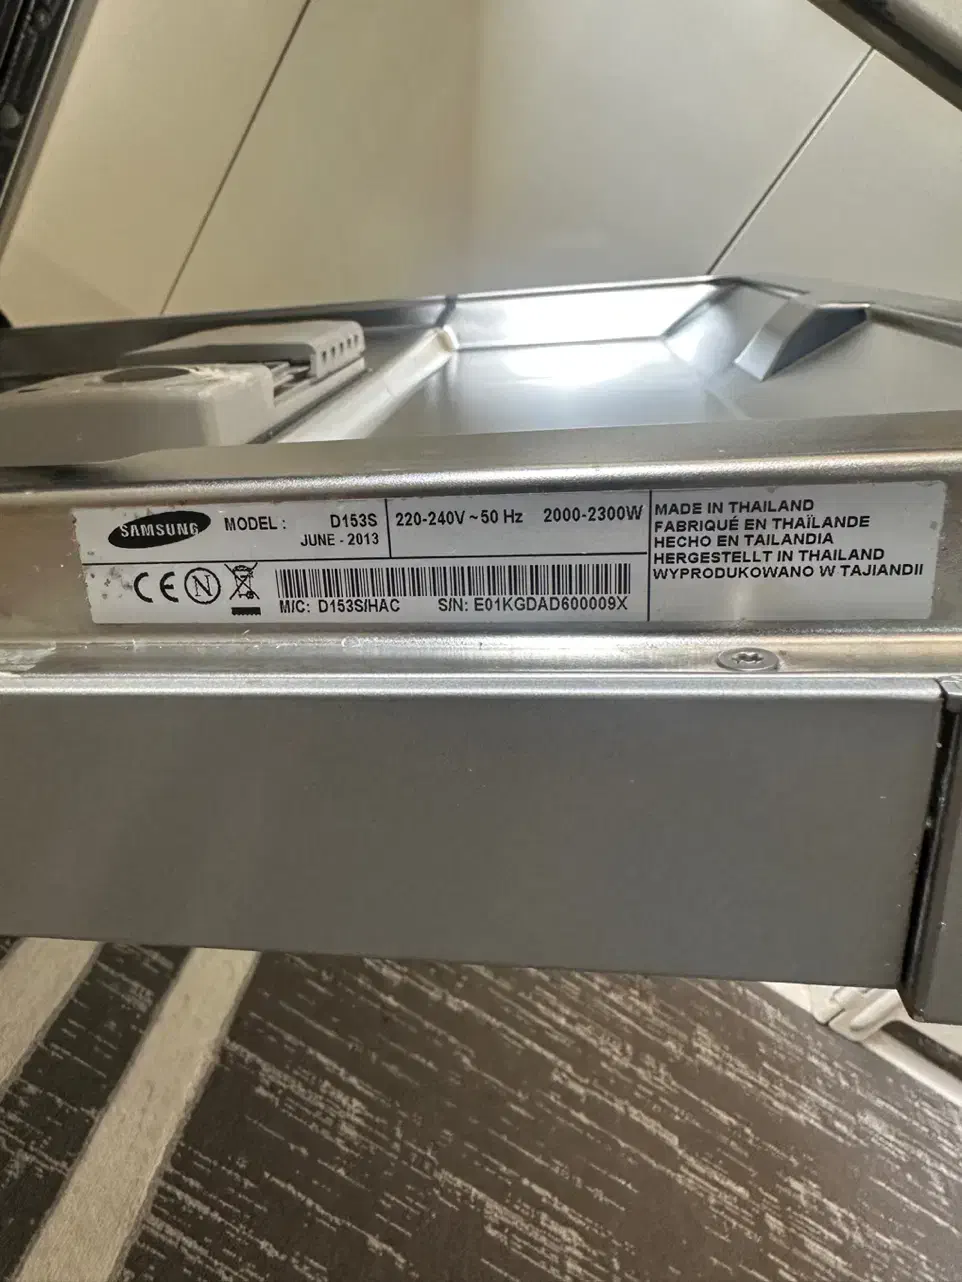 SAMSUNG MODEL : D153S
JUNE - 2013
220-240V ~ 50 Hz 2000-2300W
CE N
M/C: D153S/HAC S/N: E01KGDAD600009X
MADE IN THAILAND
FABRIQUÉ EN THAÏLANDE
HECHO EN TAILANDIA
HERGESTELLT IN THAILAND
WYPRODUKOWANO W TAJIANDII